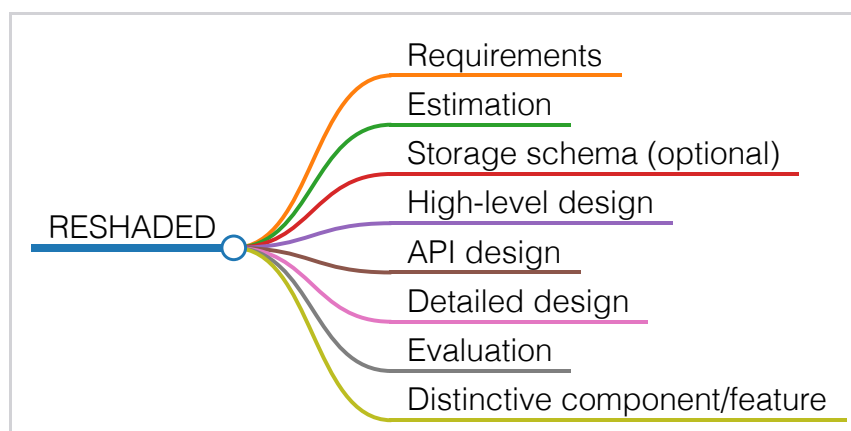 RESHADED
Requirements
Estimation
Storage schema (optional)
High-level design
API design
Detailed design
Evaluation
Distinctive component/feature